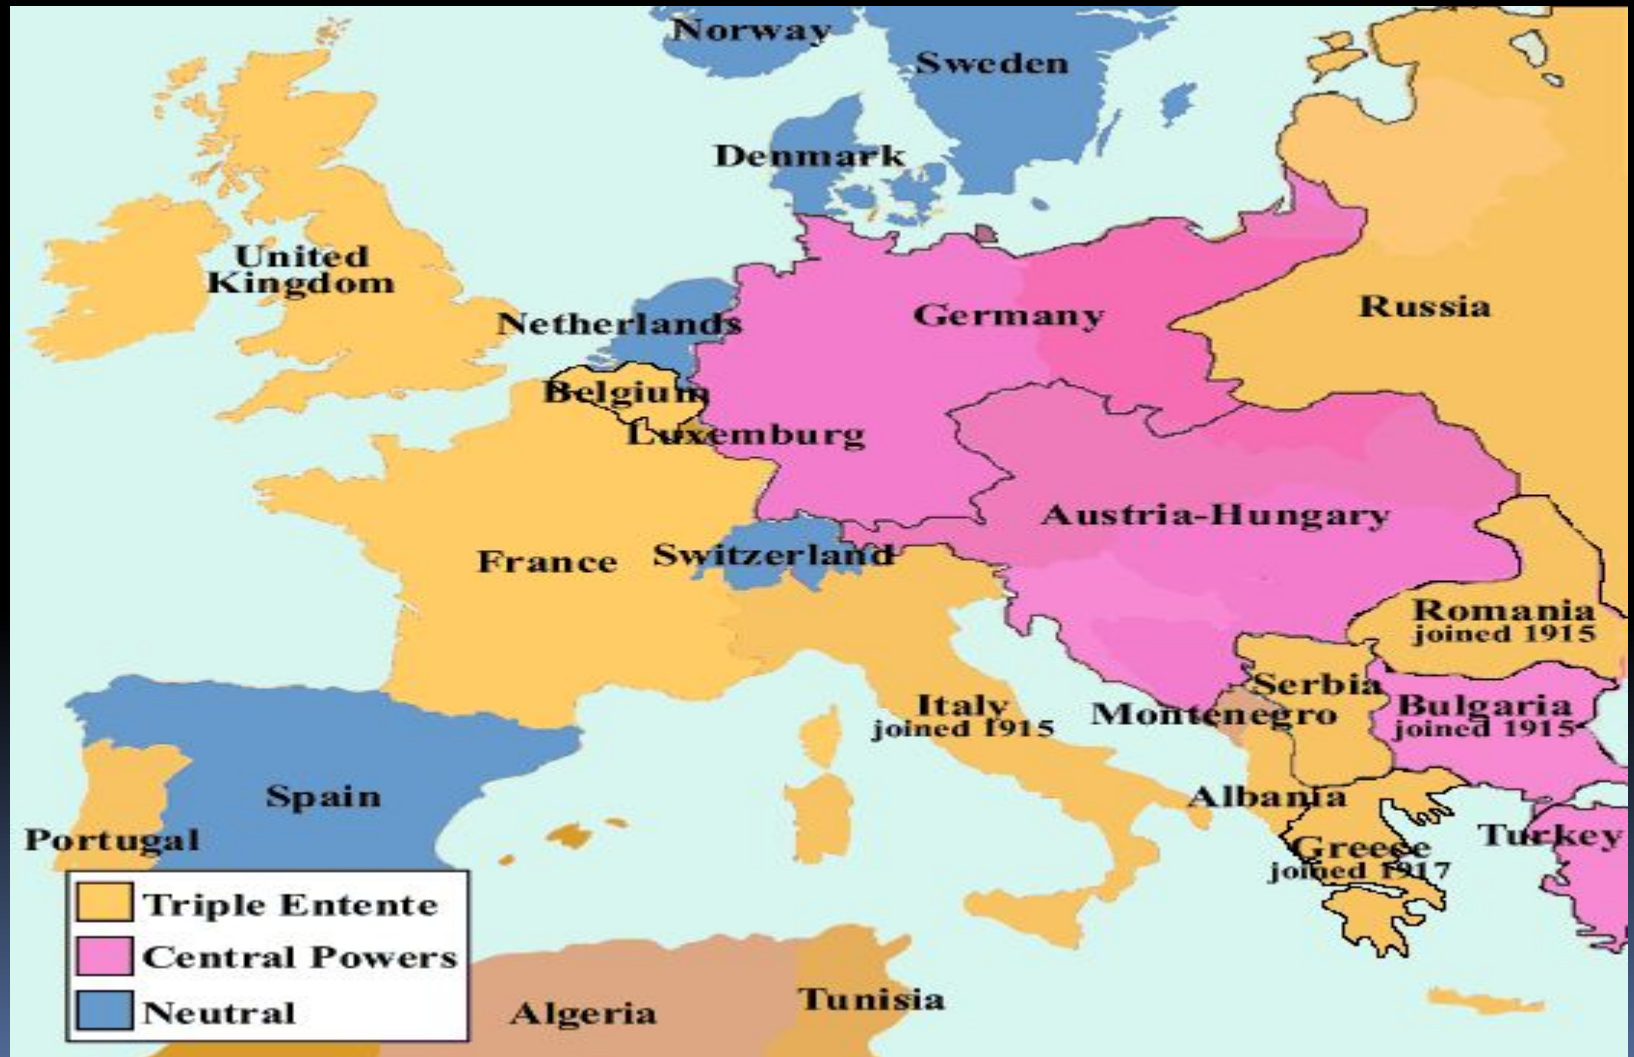 Norway
Sweden
Denmark
United
Kingdom
Netherlands
Germany
Russia
Belgium
Luxemburg
Austria-Hungary
France
Switzerland
Romania
joined 1915
Serbia
Italy
joined 1915
Montenegro
Bulgaria
joined 1915
Spain
Albania
Portugal
Turkey
Greece
joined 1917
Triple Entente
Central Powers
Neutral
Algeria
Tunisia